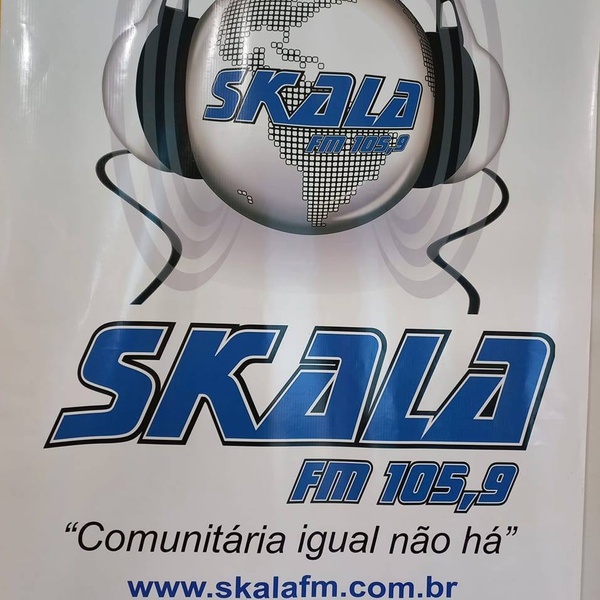 SKALA
FM 105,9
SKALA
FM 105,9
“Comunitária igual não há”
www.skalafm.com.br